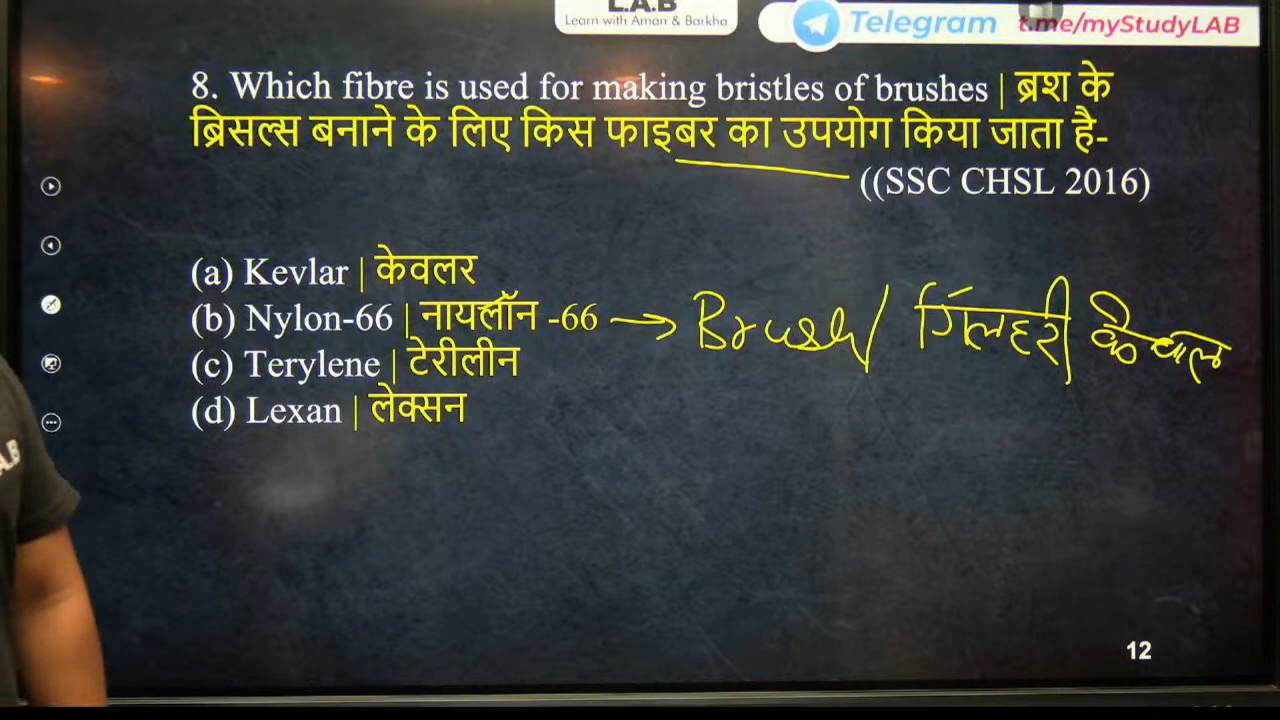 L.A.B
Learn with Aman & Barkha
Telegram t.me/myStudyLAB
8. Which fibre is used for making bristles of brushes | ब्रश के
ब्रिसल्स बनाने के लिए किस फाइबर का उपयोग किया जाता है-
((SSC CHSL 2016)
(a) Kevlar | केवलर
(b) Nylon-66 | नायलॉन -66 → Brush/ गिलहरी के बाल
(c) Terylene | टेरीलीन
(d) Lexan | लेक्सन
A.B
12